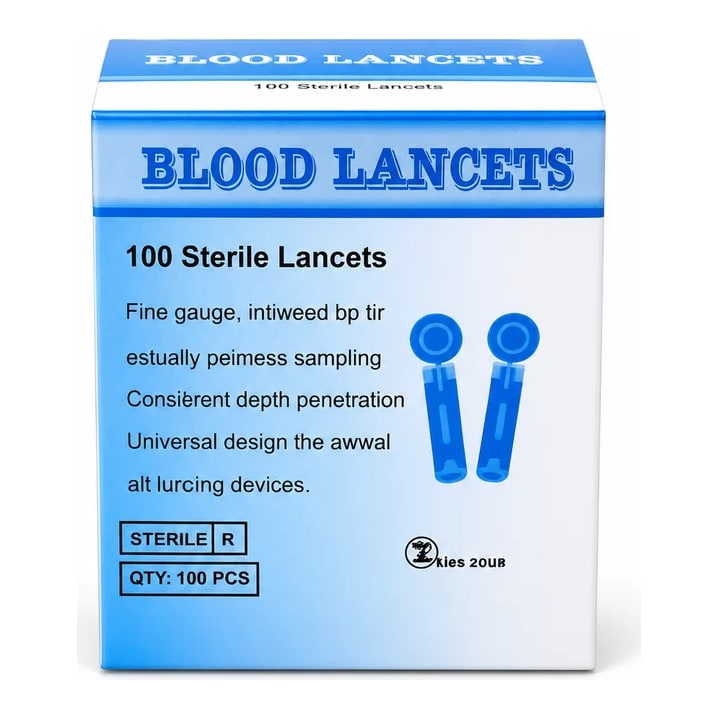 BLOOD LANCETS
100 Sterile Lancets
BLOOD LANCETS
100 Sterile Lancets
Fine gauge, intiweed bp tir
estually peimess sampling
Consièrent depth penetration
Universal design the awwal
alt lurcing devices.
STERILE R
QTY: 100 PCS
kies 20UB